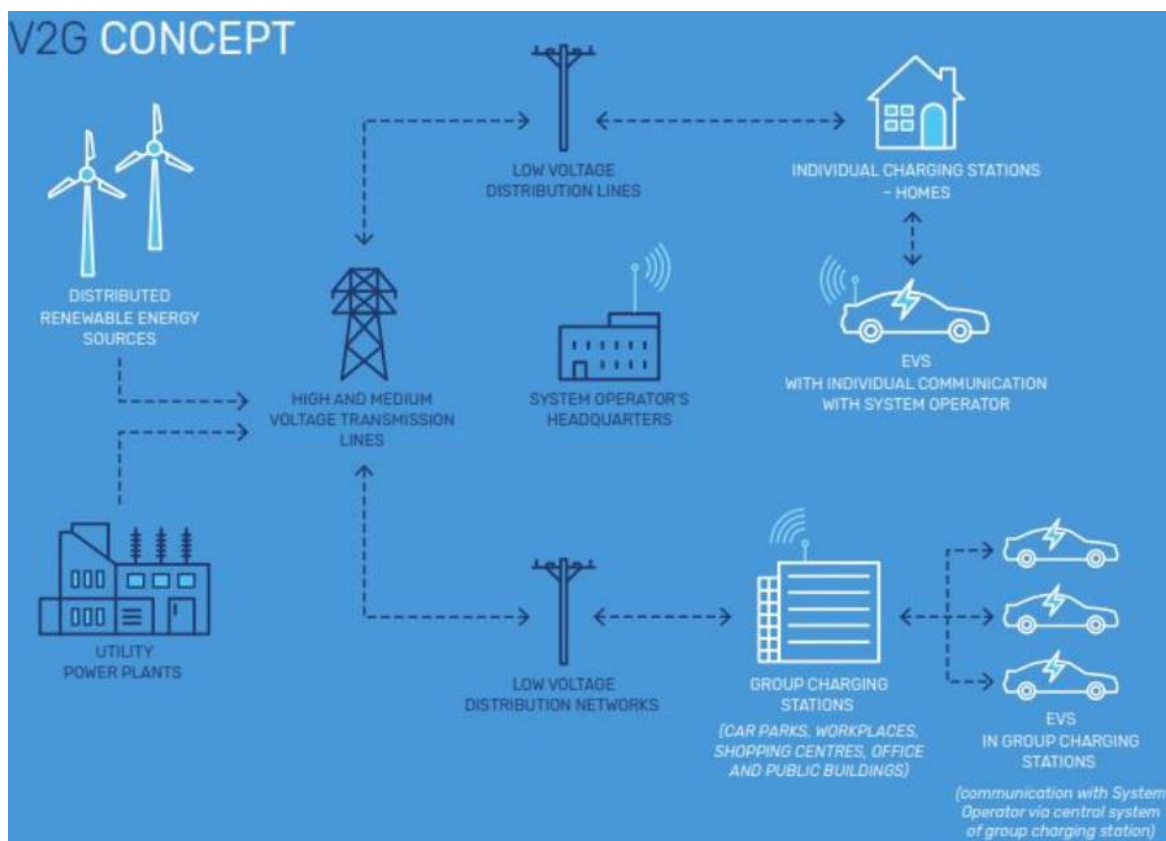 V2G CONCEPT
LOW VOLTAGE
DISTRIBUTION LINES
INDIVIDUAL CHARGING STATIONS
- HOMES
DISTRIBUTED
RENEWABLE ENERGY
SOURCES
HIGH AND MEDIUM
VOLTAGE TRANSMISSION
LINES
SYSTEM OPERATOR'S
HEADQUARTERS
EVS
WITH INDIVIDUAL COMMUNICATION
WITH SYSTEM OPERATOR
UTILITY
POWER PLANTS
LOW VOLTAGE
DISTRIBUTION NETWORKS
GROUP CHARGING
STATIONS
(CAR PARKS, WORKPLACES,
SHOPPING CENTRES, OFFICE
AND PUBLIC BUILDINGS)
EVS
IN GROUP CHARGING
STATIONS
(communication with System
Operator via central system
of group charging station)